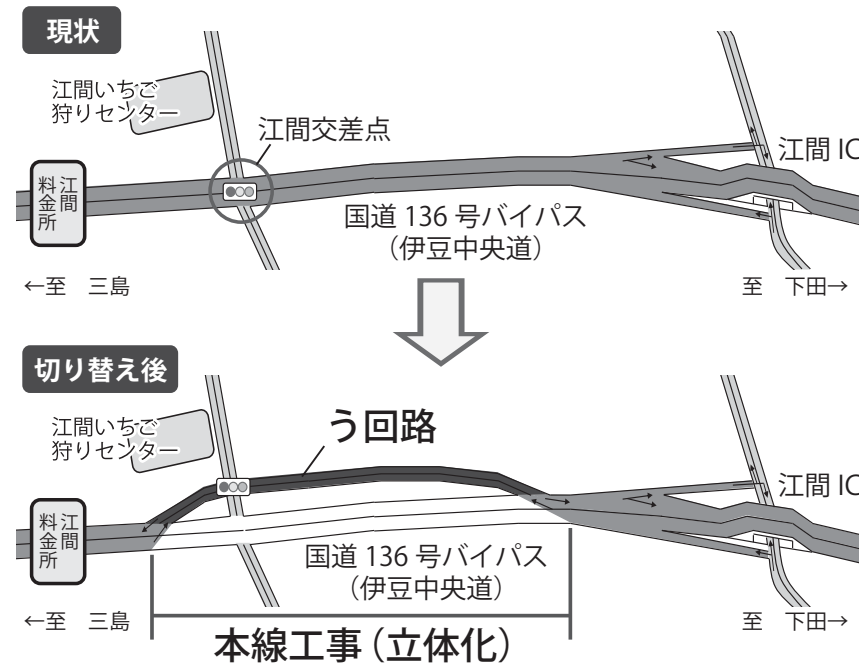 現状
江間いちご
狩りセンター
江間交差点
江間
料金所
江間 IC
国道 136 号バイパス
（伊豆中央道）
←至　三島
至　下田→
切り替え後
江間いちご
狩りセンター
う回路
江間
料金所
江間 IC
国道 136 号バイパス
（伊豆中央道）
←至　三島
至　下田→
本線工事（立体化）